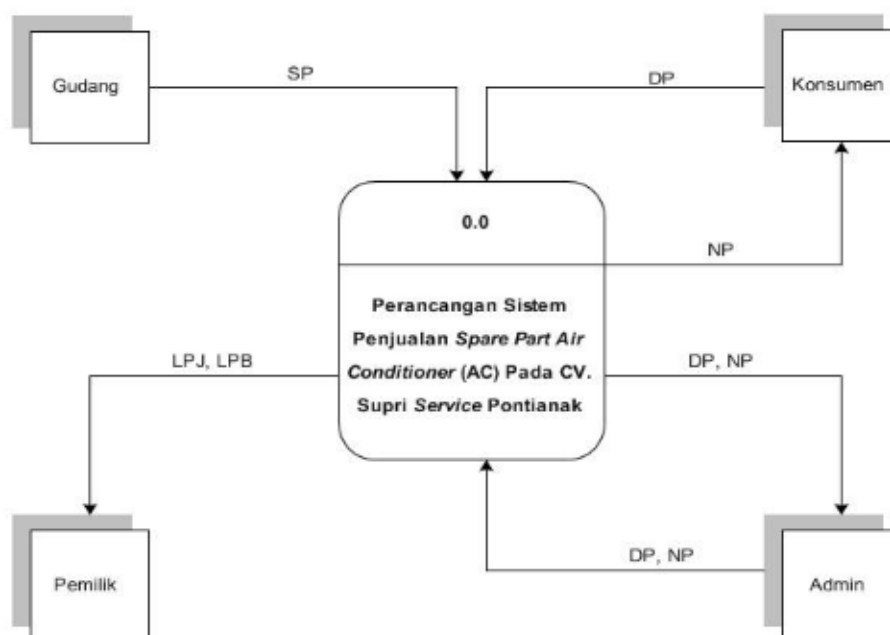 Gudang
SP
DP
Konsumen
0.0
NP
Perancangan Sistem
Penjualan Spare Part Air
Conditioner (AC) Pada CV.
Supri Service Pontianak
LPJ, LPB
DP, NP
DP, NP
Pemilik
Admin